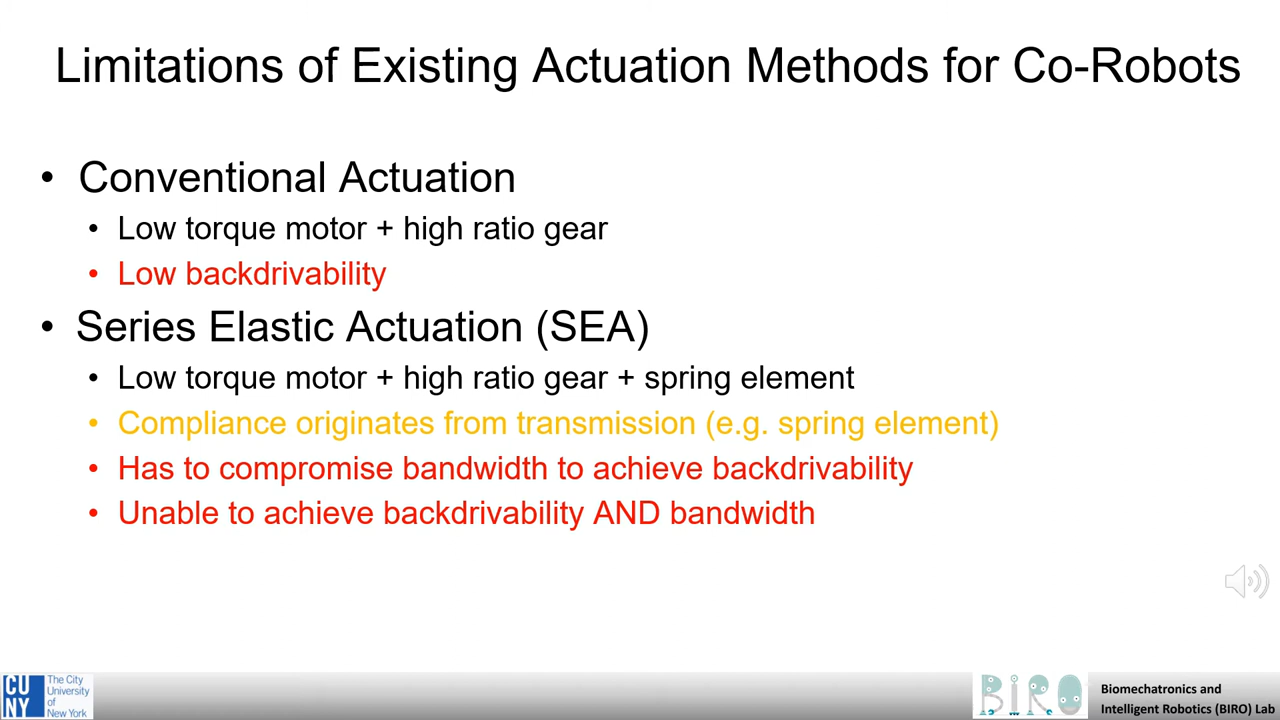 Limitations of Existing Actuation Methods for Co-Robots
• Conventional Actuation
• Low torque motor + high ratio gear
• Low backdrivability
• Series Elastic Actuation (SEA)
• Low torque motor + high ratio gear + spring element
• Compliance originates from transmission (e.g. spring element)
• Has to compromise bandwidth to achieve backdrivability
• Unable to achieve backdrivability AND bandwidth
CU
NY
The City
University
of
New York
BIRO
Biomechatronics and
Intelligent Robotics (BIRO) Lab